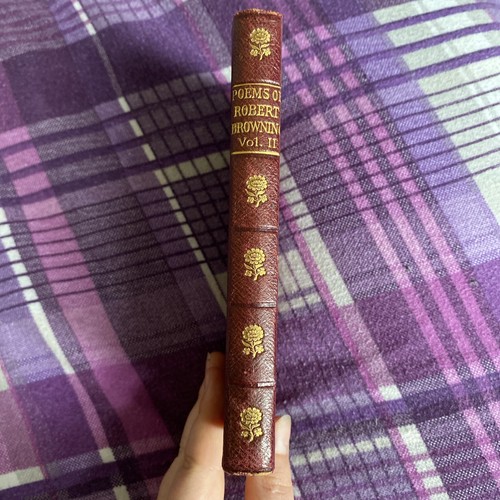 POEMS OF
ROBERT
BROWNING
Vol. II